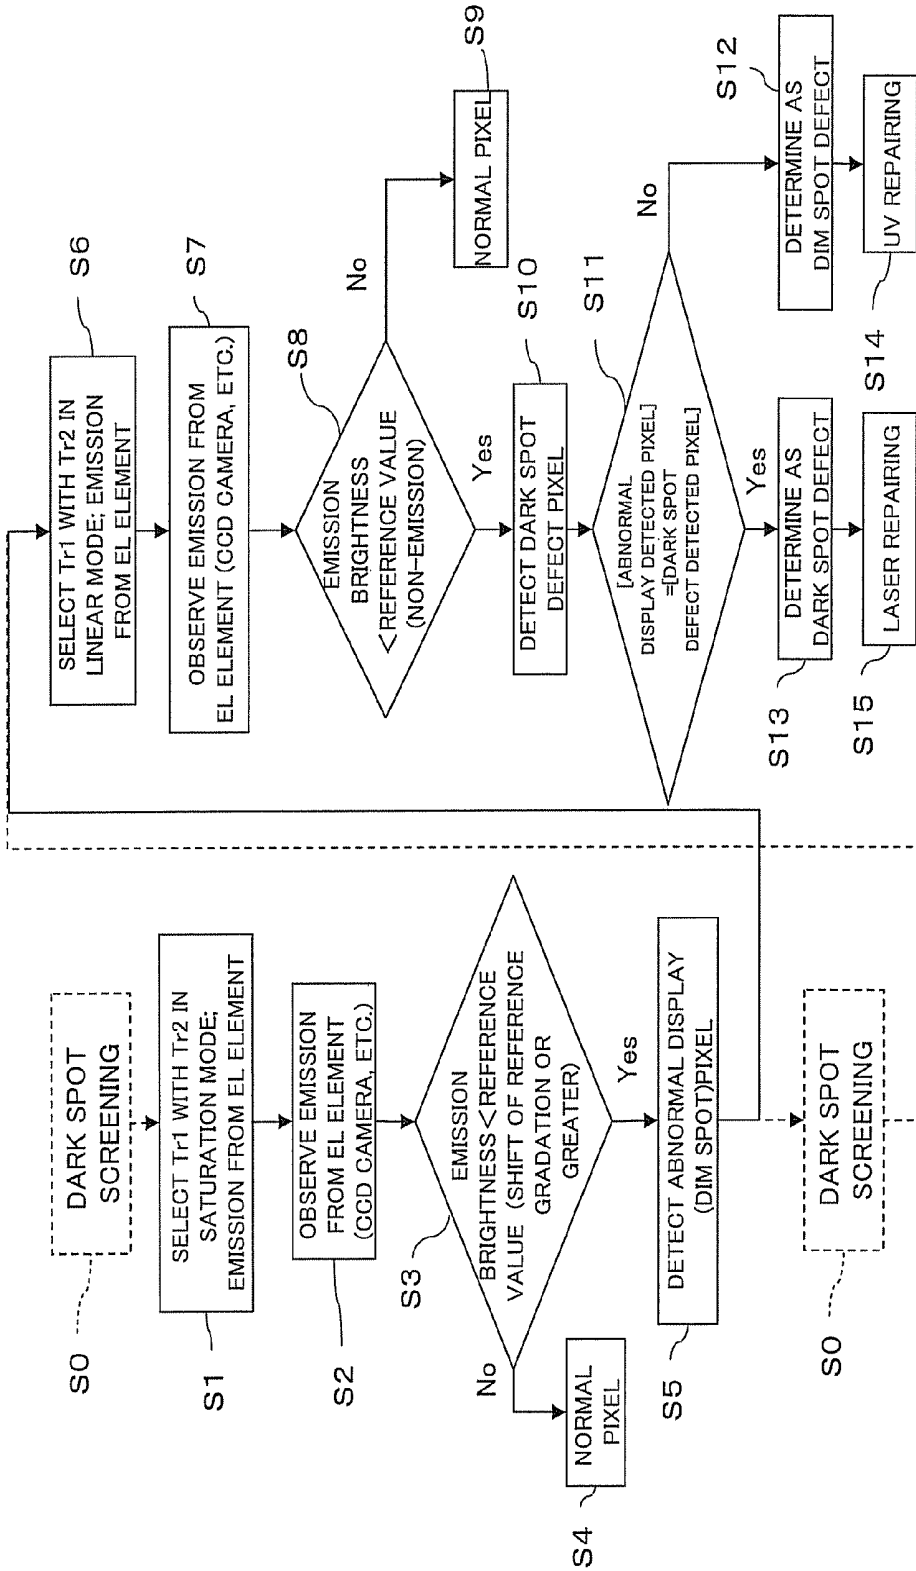 S0
DARK SPOT
SCREENING
S1
SELECT Tr1 WITH Tr2 IN
SATURATION MODE;
EMISSION FROM EL ELEMENT
S2
OBSERVE EMISSION
FROM EL ELEMENT
(CCD CAMERA, ETC.)
S3
EMISSION
BRIGHTNESS<REFERENCE
VALUE (SHIFT OF REFERENCE
GRADATION OR
GREATER)
No
Yes
S4
NORMAL
PIXEL
S5
DETECT ABNORMAL DISPLAY
(DIM SPOT)PIXEL
S0
DARK SPOT
SCREENING
S6
SELECT Tr1 WITH Tr2 IN
LINEAR MODE; EMISSION
FROM EL ELEMENT
S7
OBSERVE EMISSION FROM
EL ELEMENT (CCD CAMERA, ETC.)
S8
EMISSION
BRIGHTNESS
<REFERENCE VALUE
(NON-EMISSION)
No
Yes
S9
NORMAL PIXEL
S10
DETECT DARK SPOT
DEFECT PIXEL
S11
[ABNORMAL
DISPLAY DETECTED PIXEL]
=[DARK SPOT
DEFECT DETECTED PIXEL]
No
Yes
S12
DETERMINE AS
DIM SPOT DEFECT
S13
DETERMINE AS
DARK SPOT DEFECT
S14
UV REPAIRING
S15
LASER REPAIRING